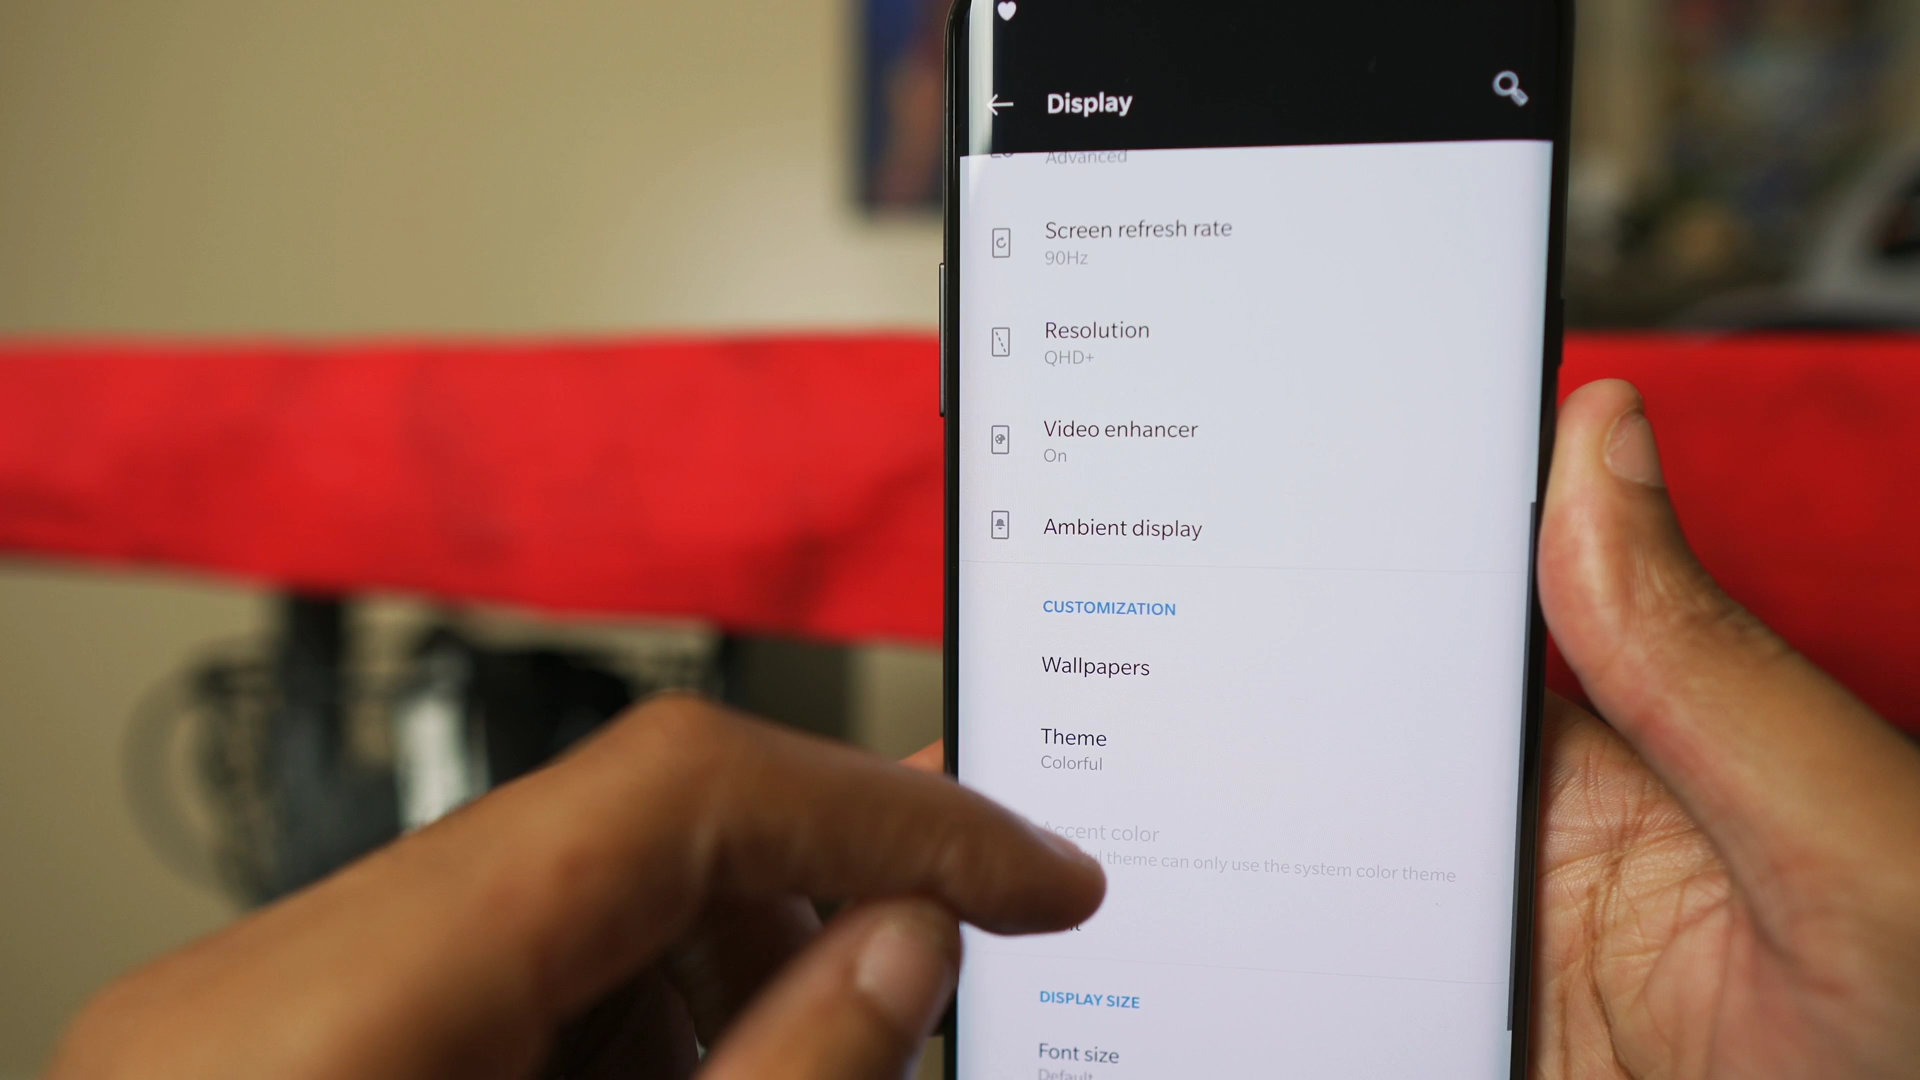 Display
Advanced
Screen refresh rate
90Hz
Resolution
QHD+
Video enhancer
On
Ambient display
CUSTOMIZATION
Wallpapers
Theme
Colorful
Accent color
theme can only use the system color theme
DISPLAY SIZE
Font size
Default